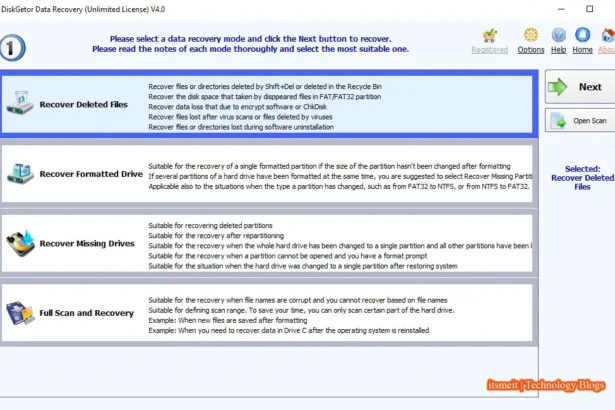 DiskGetor Data Recovery (Unlimited License) V4.0
Please select a data recovery mode and click the Next button to recover.
Please read the notes of each mode thoroughly and select the most suitable one.
1
Registered Options Help Home Abou
Recover Deleted Files
Recover files or directories deleted by Shift+Del or deleted in the Recycle Bin
Recover the disk space that taken by disppeared files in FAT/FAT32 partition
Recover data loss that due to encrypt software or ChkDisk
Recover files lost after virus scans or files deleted by viruses
Recover files or directories lost during software uninstallation
Next
Open Scan
Selected:
Recover Deleted
Files
Recover Formatted Drive
Suitable for the recovery of a single formatted partition if the size of the partition hasn't been changed after formatting
If several partitions of a hard drive have been formatted at the same time, you are suggested to select Recover Missing Partit
Applicable also to the situations when the type a partition has changed, such as from FAT32 to NTFS, or from NTFS to FAT32.
Recover Missing Drives
Suitable for recovering deleted partitions
Suitable for the recovery after repartitioning
Suitable for the recovery when the whole hard drive has been changed to a single partition and all other partitions have been l
Suitable for the recovery when a partition cannot be opened and you have a format prompt
Suitable for the situation when the hard drive was changed to a single partition after restoring system
Full Scan and Recovery
Suitable for the recovery when file names are corrupt and you cannot recover based on file names
Suitable for defining scan range. To save your time, you can only scan certain part of the hard drive.
Example: When new files are saved after formatting
Example: When you need to recover data in Drive C after the operating system is reinstalled
itsmeit | Technology Blogs